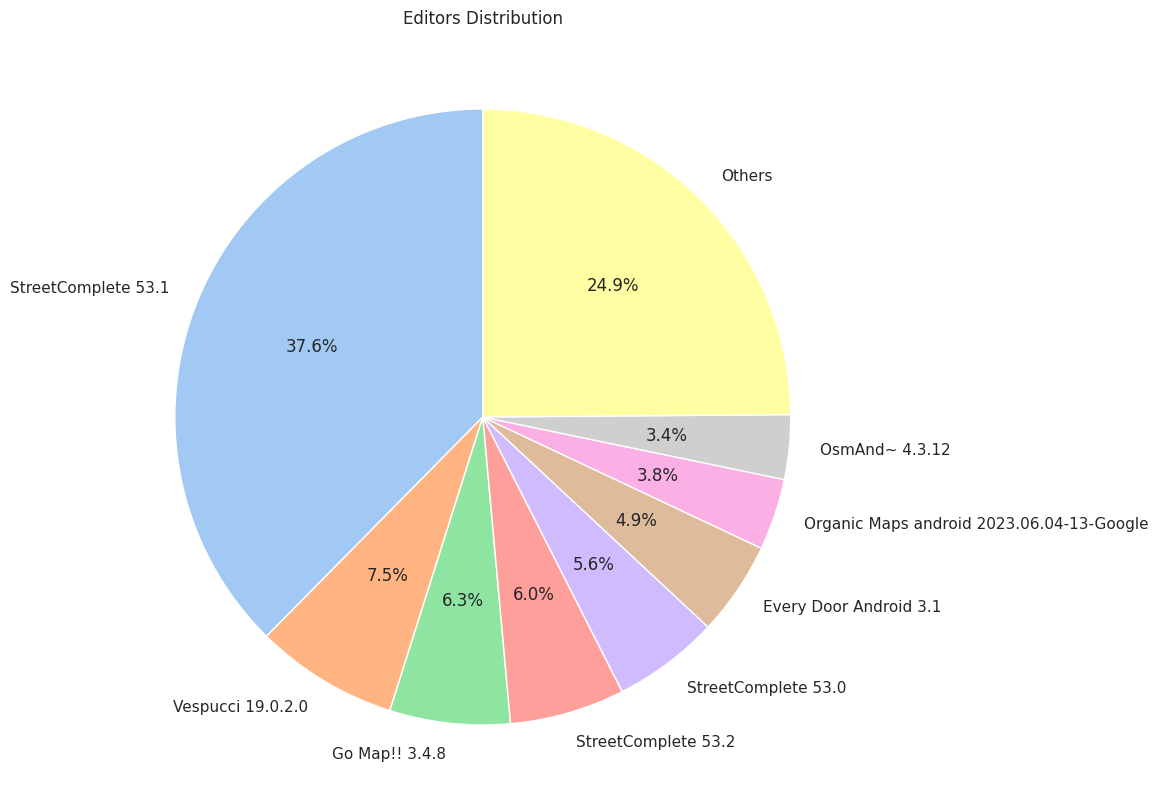 Editors Distribution
Others
24.9%
StreetComplete 53.1
37.6%
3.4%
OsmAnd~ 4.3.12
3.8%
Organic Maps android 2023.06.04-13-Google
4.9%
Every Door Android 3.1
5.6%
StreetComplete 53.0
6.0%
StreetComplete 53.2
6.3%
Go Map!! 3.4.8
7.5%
Vespucci 19.0.2.0